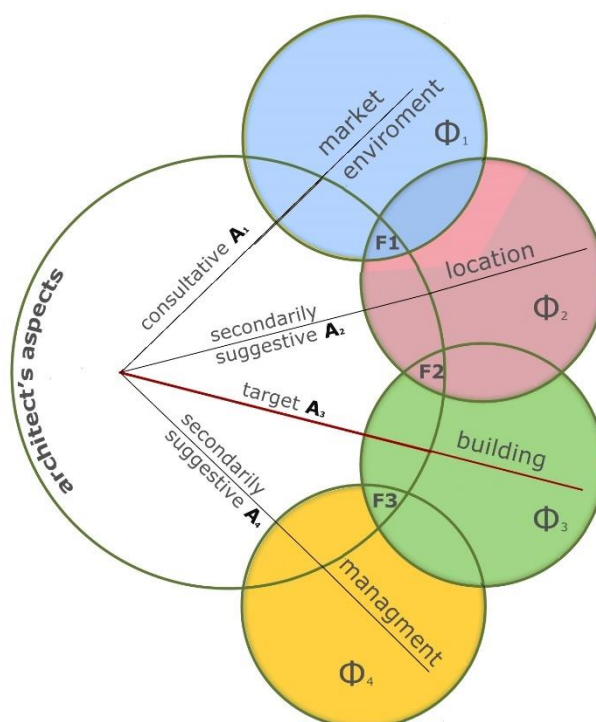 market
enviroment
Φ₁
consultative A₁
F1
location
secondarily
suggestive A₂
Φ₂
architect's aspects
F2
target A₃
building
secondarily
suggestive A₄
F3
Φ₃
managment
Φ₄